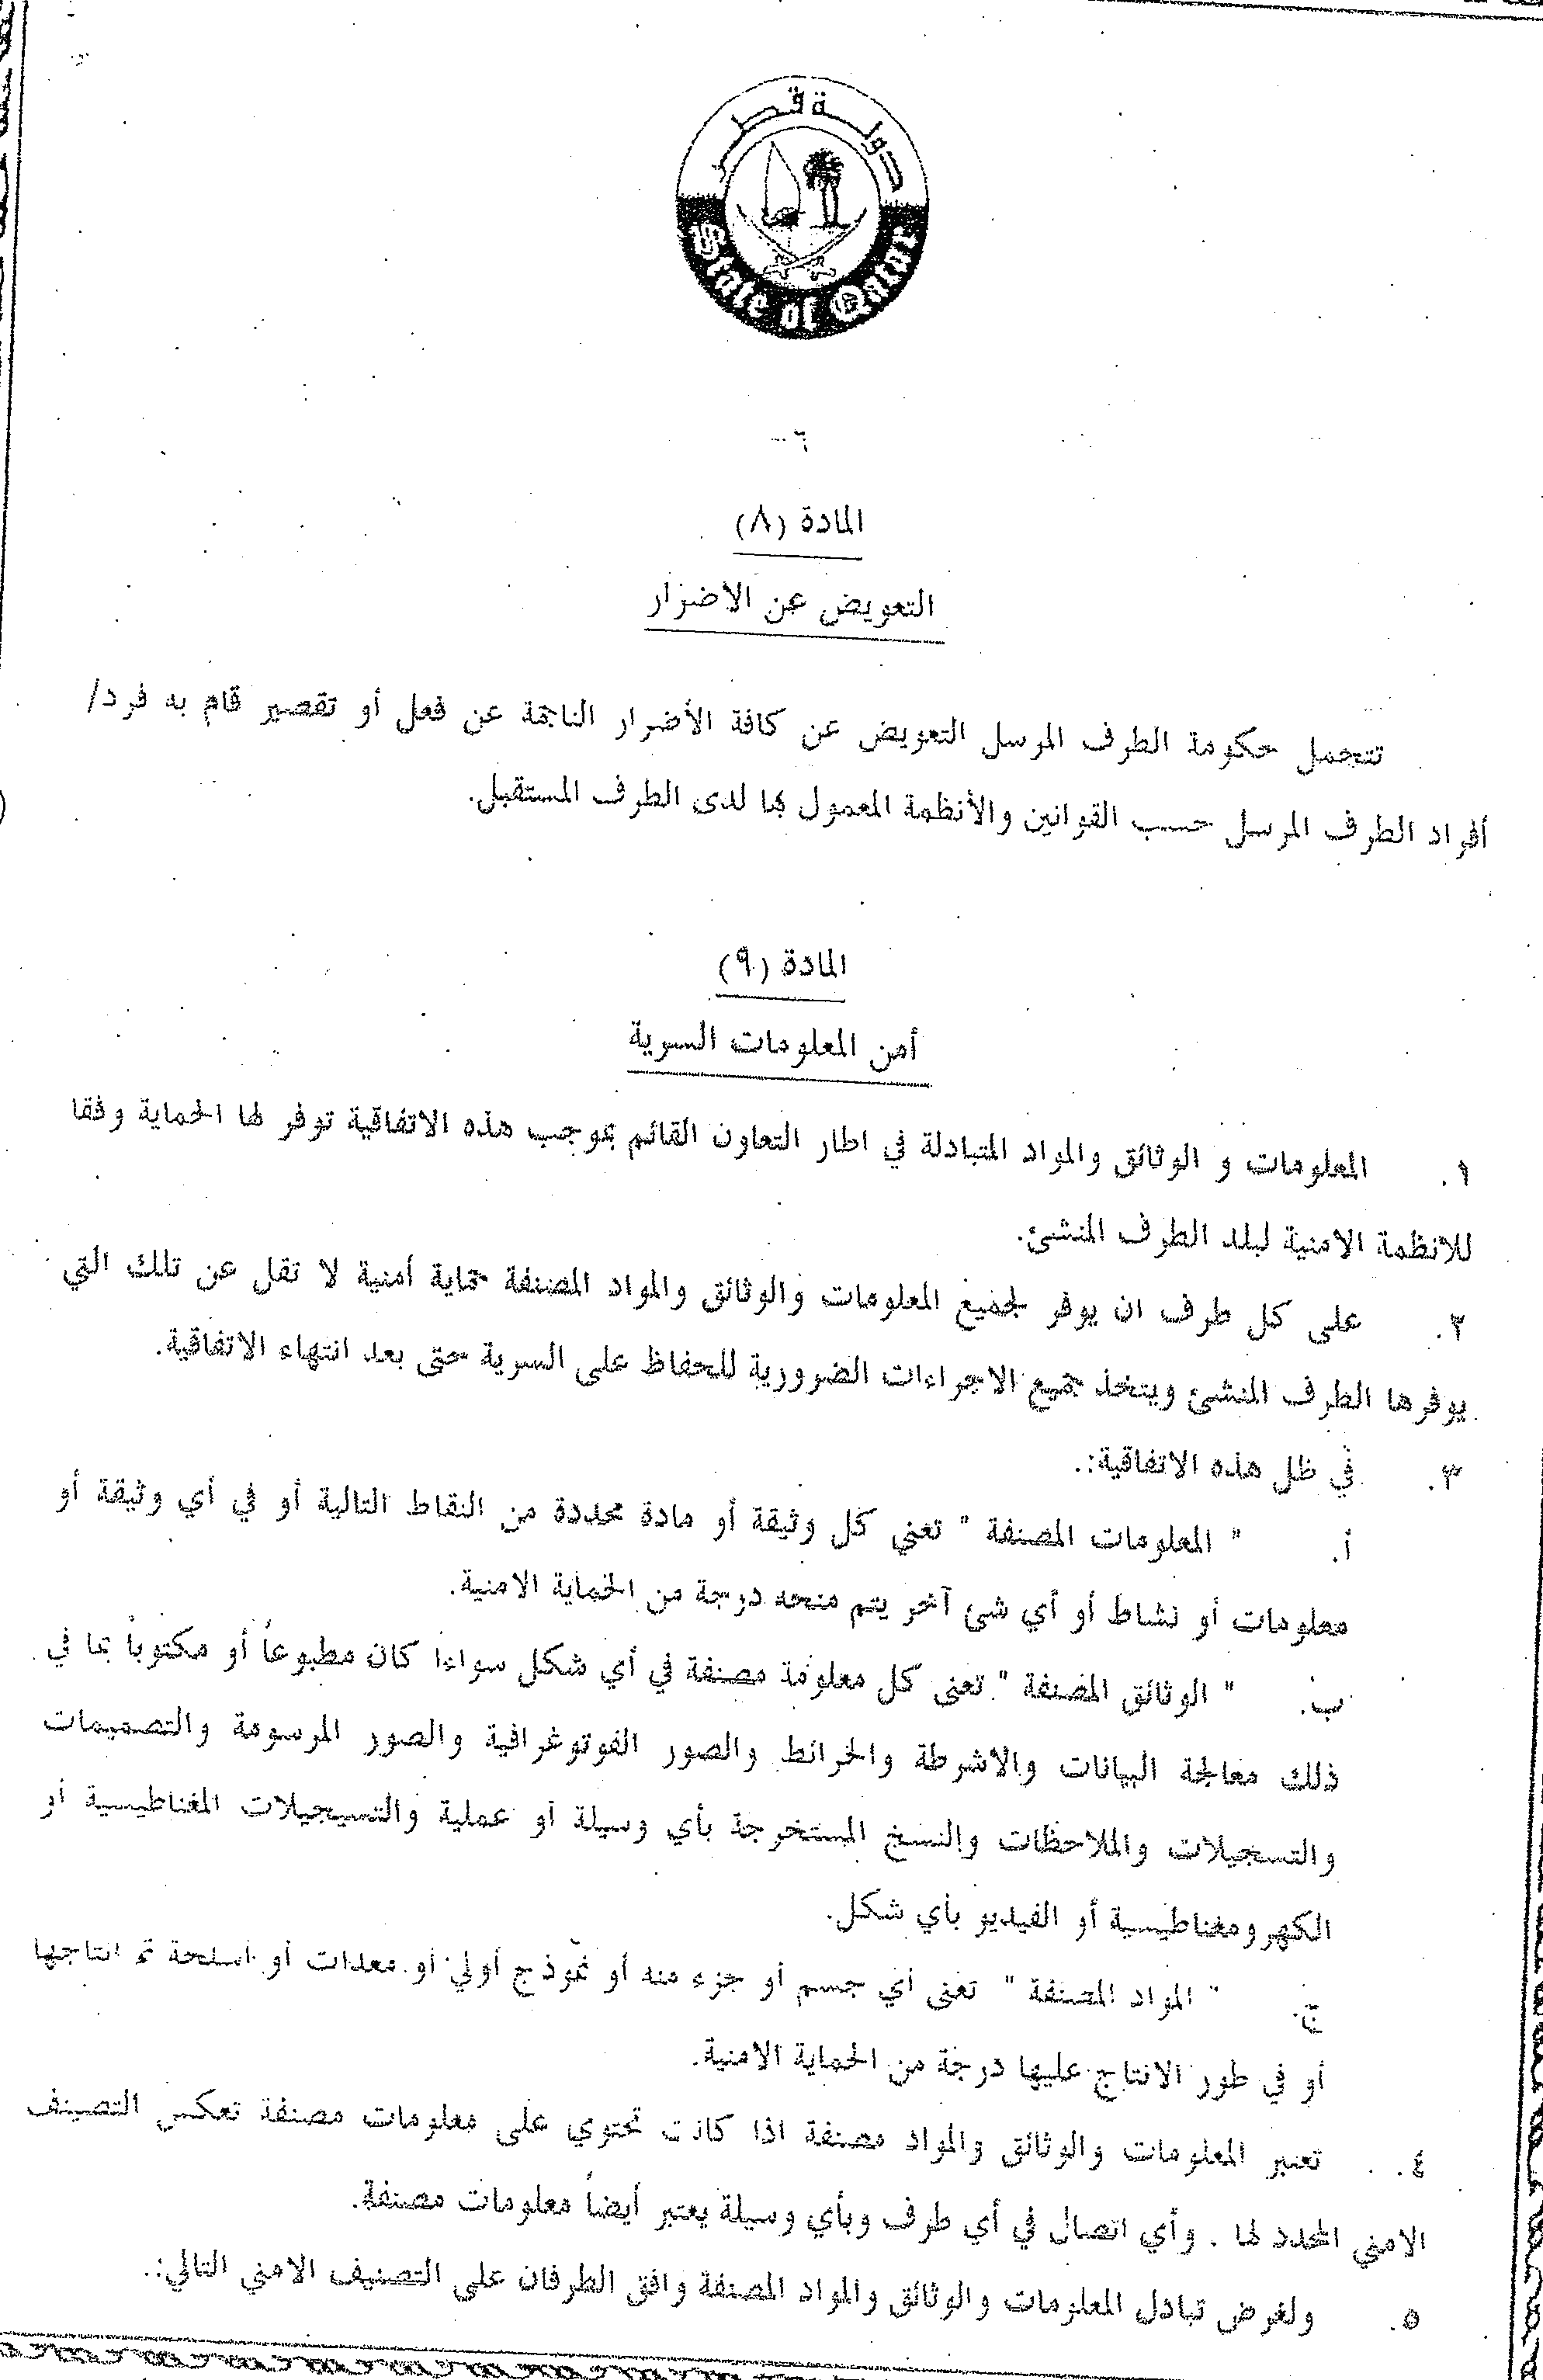 دولة قطر
State of Qatar
٦-
المادة (٨)
التعويض عن الاضرار
تتحمل حكومة الطرف المرسل التعويض عن كافة الأضرار الناجمة عن فعل أو تقصير قام به فرد/
أفراد الطرف المرسل حسب القوانين والأنظمة المعمول بها لدى الطرف المستقبل.
المادة (٩)
أمن المعلومات السرية
١. المعلومات و الوثائق والمواد المتبادلة في اطار التعاون القائم بموجب هذه الاتفاقية توفر لها الحماية وفقا
للانظمة الامنية لبلد الطرف المنشئ.
٢. على كل طرف ان يوفر لجميع المعلومات والوثائق والمواد المصنفة حماية أمنية لا تقل عن تلك التي
يوفرها الطرف المنشئ ويتخذ جميع الاجراءات الضرورية للحفاظ على السرية حتى بعد انتهاء الاتفاقية.
٣. في ظل هذه الاتفاقية:.
أ. " المعلومات المصنفة " تعني كل وثيقة أو مادة محددة من النقاط التالية أو في أي وثيقة أو
معلومات أو نشاط أو أي شئ آخر يتم منحه درجة من الحماية الامنية.
ب. " الوثائق المصنفة " تعنى كل معلومة مصنفة في أي شكل سواءا كان مطبوعاً أو مكتوباً بما في
ذلك معالجة البيانات والاشرطة والخرائط والصور الفوتوغرافية والصور المرسومة والتصميمات
والتسجيلات والملاحظات والنسخ المستخرجة بأي وسيلة أو عملية والتسجيلات المغناطيسية أو
الكهرومغناطيسية أو الفيديو بأي شكل.
ج. " المواد المصنفة " تعنى أي جسم أو جزء منه أو نموذج أولي أو معدات أو أسلحة تم انتاجها
أو في طور الانتاج عليها درجة من الحماية الامنية.
٤. تعتبر المعلومات والوثائق والمواد مصنفة اذا كانت تحتوي على معلومات مصنفة تعكس التصنيف
الامني المحدد لها . وأي اتصال في أي طرف وبأي وسيلة يعتبر أيضاً معلومات مصنفة.
٥. ولغرض تبادل المعلومات والوثائق والمواد المصنفة وافق الطرفان على التصنيف الامني التالي:.